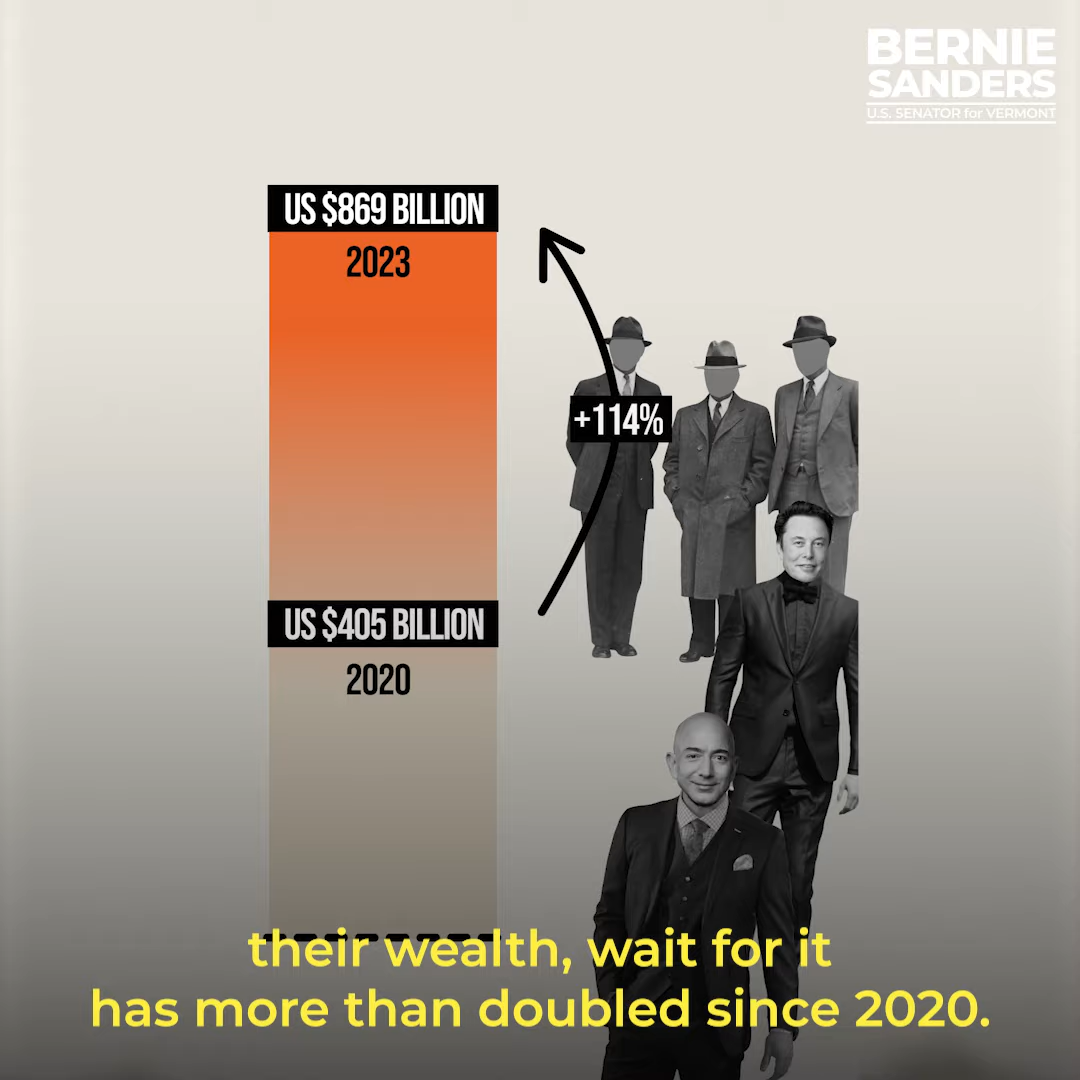 BERNIE
SANDERS
U.S. SENATOR for VERMONT
US $869 BILLION
2023
+114%
US $405 BILLION
2020
their wealth, wait for it
has more than doubled since 2020.